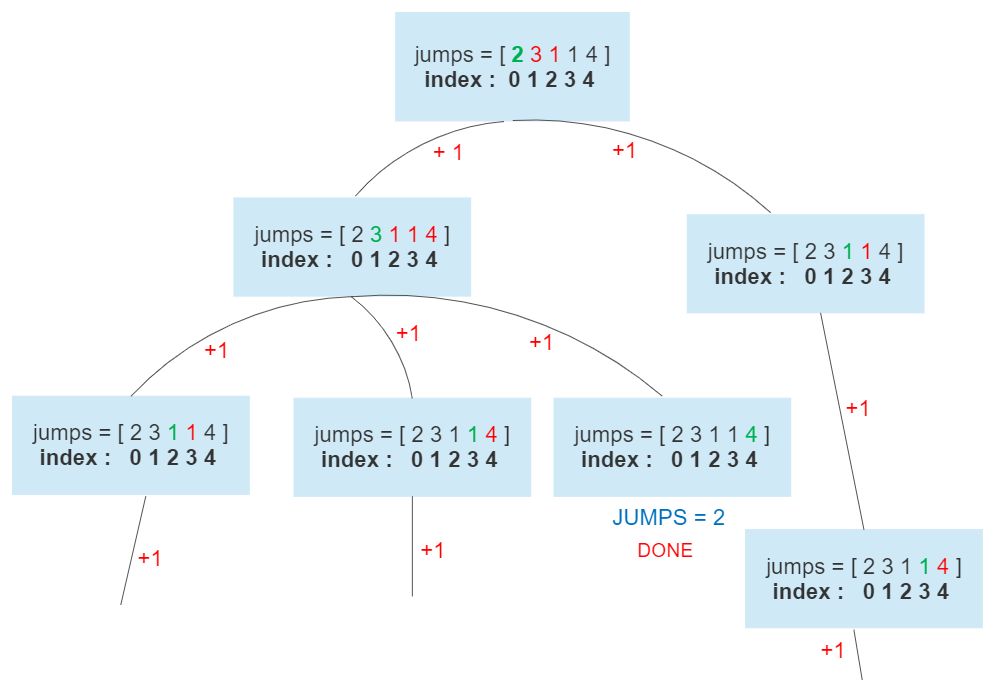 jumps = [ 2 3 1 1 4 ]
index : 0 1 2 3 4
+ 1
+1
jumps = [ 2 3 1 1 4 ]
index : 0 1 2 3 4
jumps = [ 2 3 1 1 4 ]
index : 0 1 2 3 4
+1
+1
+1
+1
jumps = [ 2 3 1 1 4 ]
index : 0 1 2 3 4
jumps = [ 2 3 1 1 4 ]
index : 0 1 2 3 4
jumps = [ 2 3 1 1 4 ]
index : 0 1 2 3 4
JUMPS = 2
DONE
+1
+1
jumps = [ 2 3 1 1 4 ]
index : 0 1 2 3 4
+1